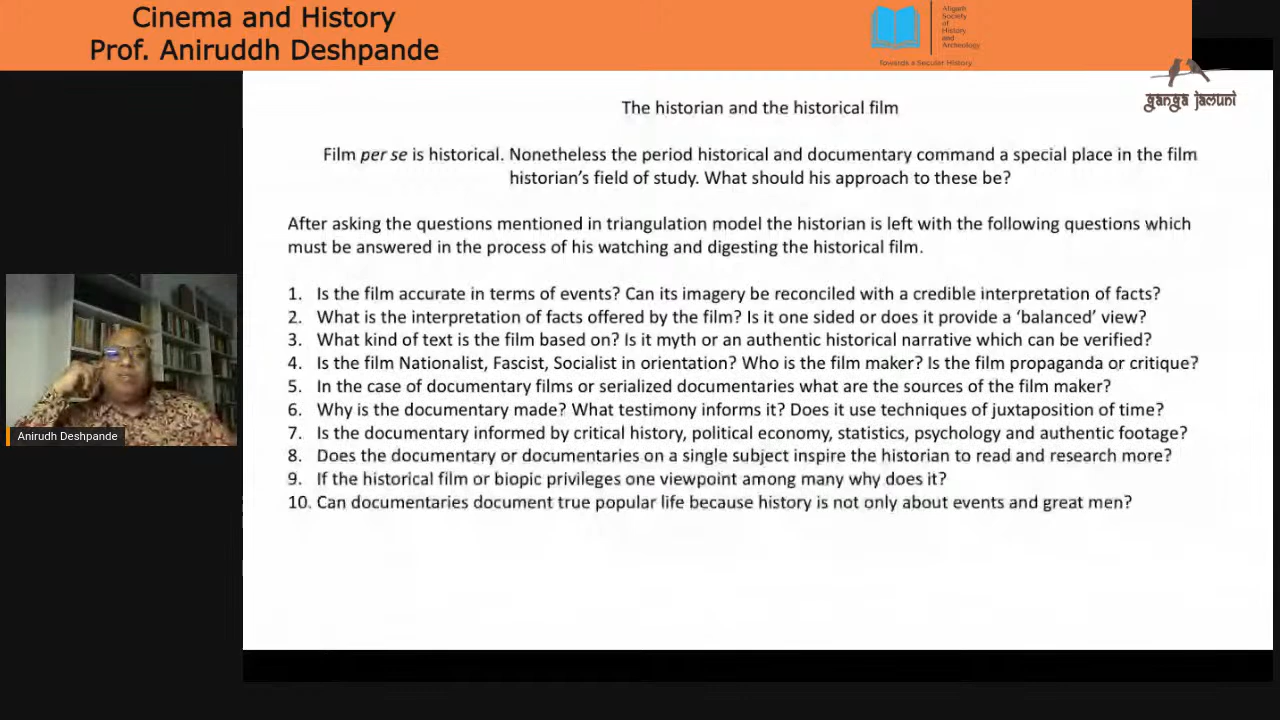 Cinema and History
Prof. Aniruddh Deshpande
Aligarh
Society
of
History
and
Archeology
Towards a Secular History
ganga jamuni
The historian and the historical film
Film per se is historical. Nonetheless the period historical and documentary command a special place in the film
historian's field of study. What should his approach to these be?
After asking the questions mentioned in triangulation model the historian is left with the following questions which
must be answered in the process of his watching and digesting the historical film.
1. Is the film accurate in terms of events? Can its imagery be reconciled with a credible interpretation of facts?
2. What is the interpretation of facts offered by the film? Is it one sided or does it provide a 'balanced' view?
3. What kind of text is the film based on? Is it myth or an authentic historical narrative which can be verified?
4. Is the film Nationalist, Fascist, Socialist in orientation? Who is the film maker? Is the film propaganda or critique?
5. In the case of documentary films or serialized documentaries what are the sources of the film maker?
6. Why is the documentary made? What testimony informs it? Does it use techniques of juxtaposition of time?
7. Is the documentary informed by critical history, political economy, statistics, psychology and authentic footage?
8. Does the documentary or documentaries on a single subject inspire the historian to read and research more?
9. If the historical film or biopic privileges one viewpoint among many why does it?
10. Can documentaries document true popular life because history is not only about events and great men?
Anirudh Deshpande